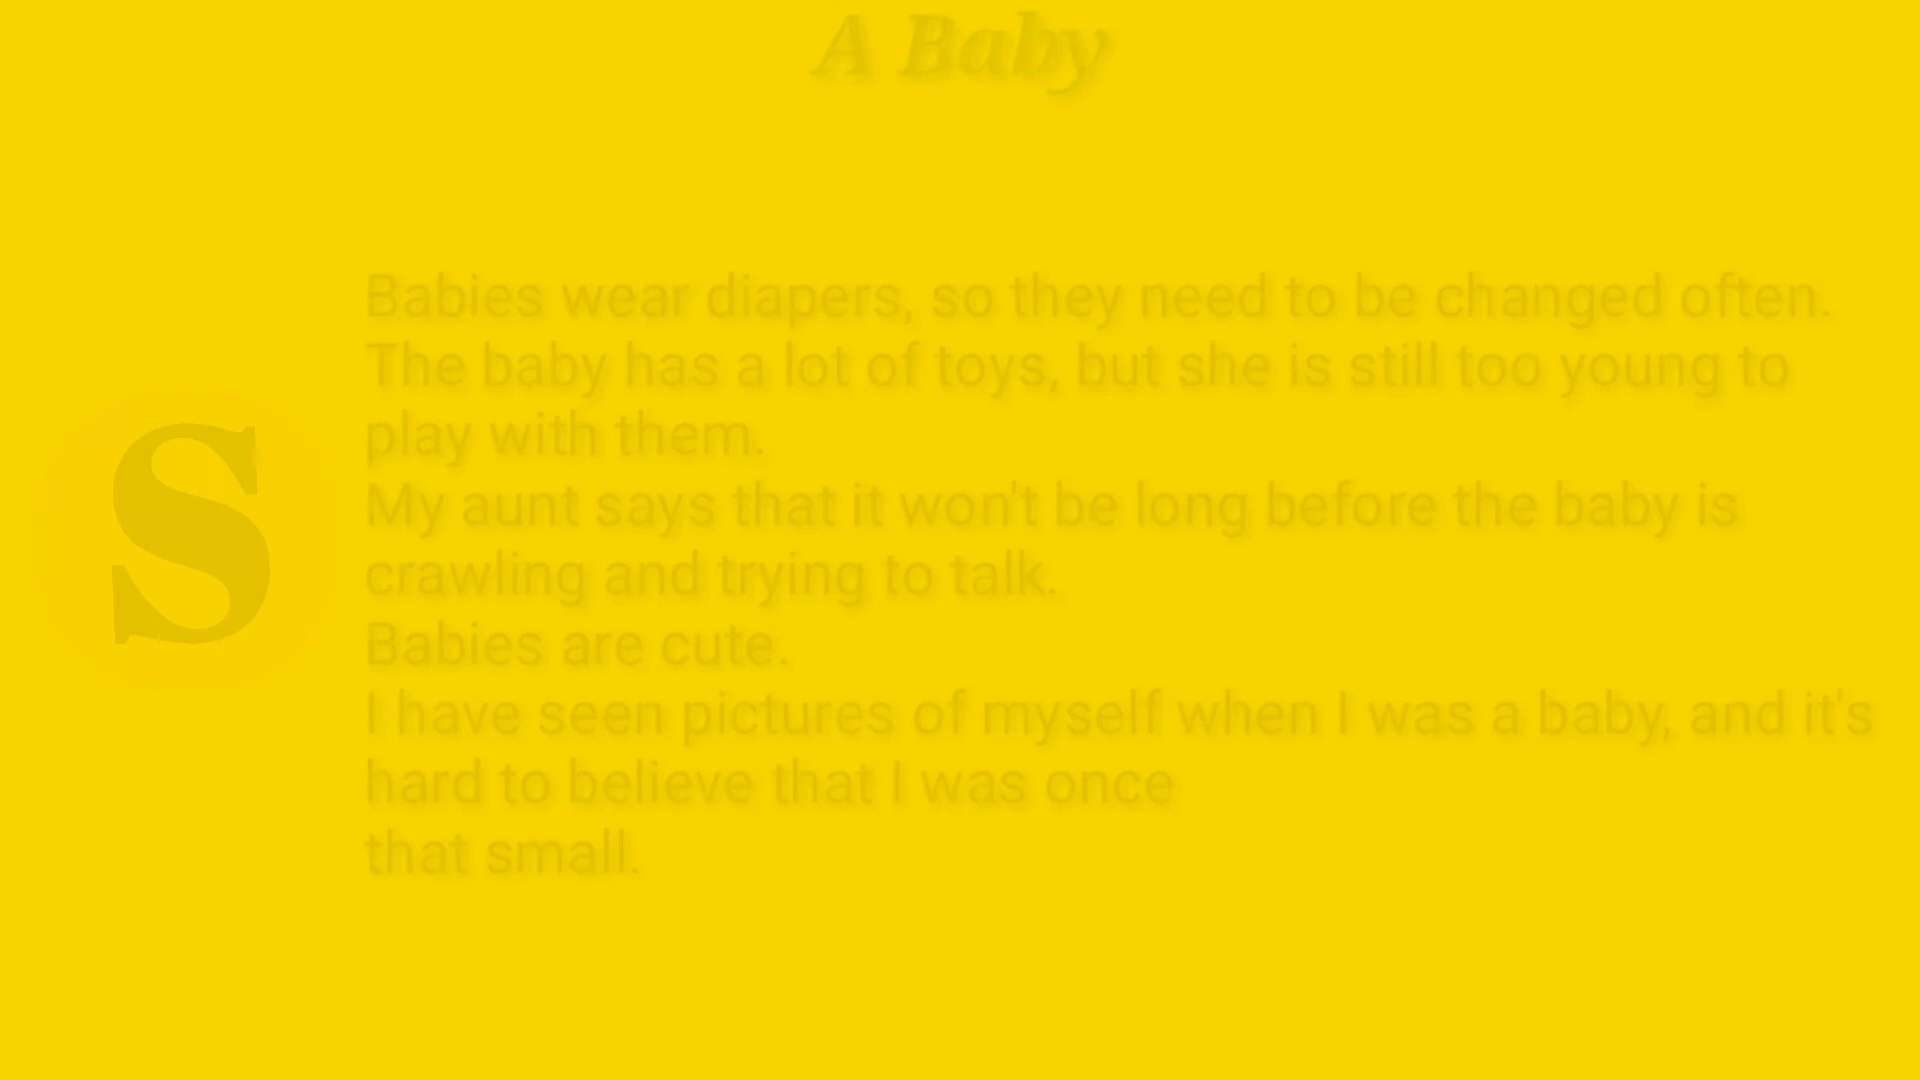 A Baby
Babies wear diapers, so they need to be changed often.
The baby has a lot of toys, but she is still too young to
play with them.
My aunt says that it won't be long before the baby is
crawling and trying to talk.
Babies are cute.
I have seen pictures of myself when I was a baby, and it's
hard to believe that I was once
that small.
S